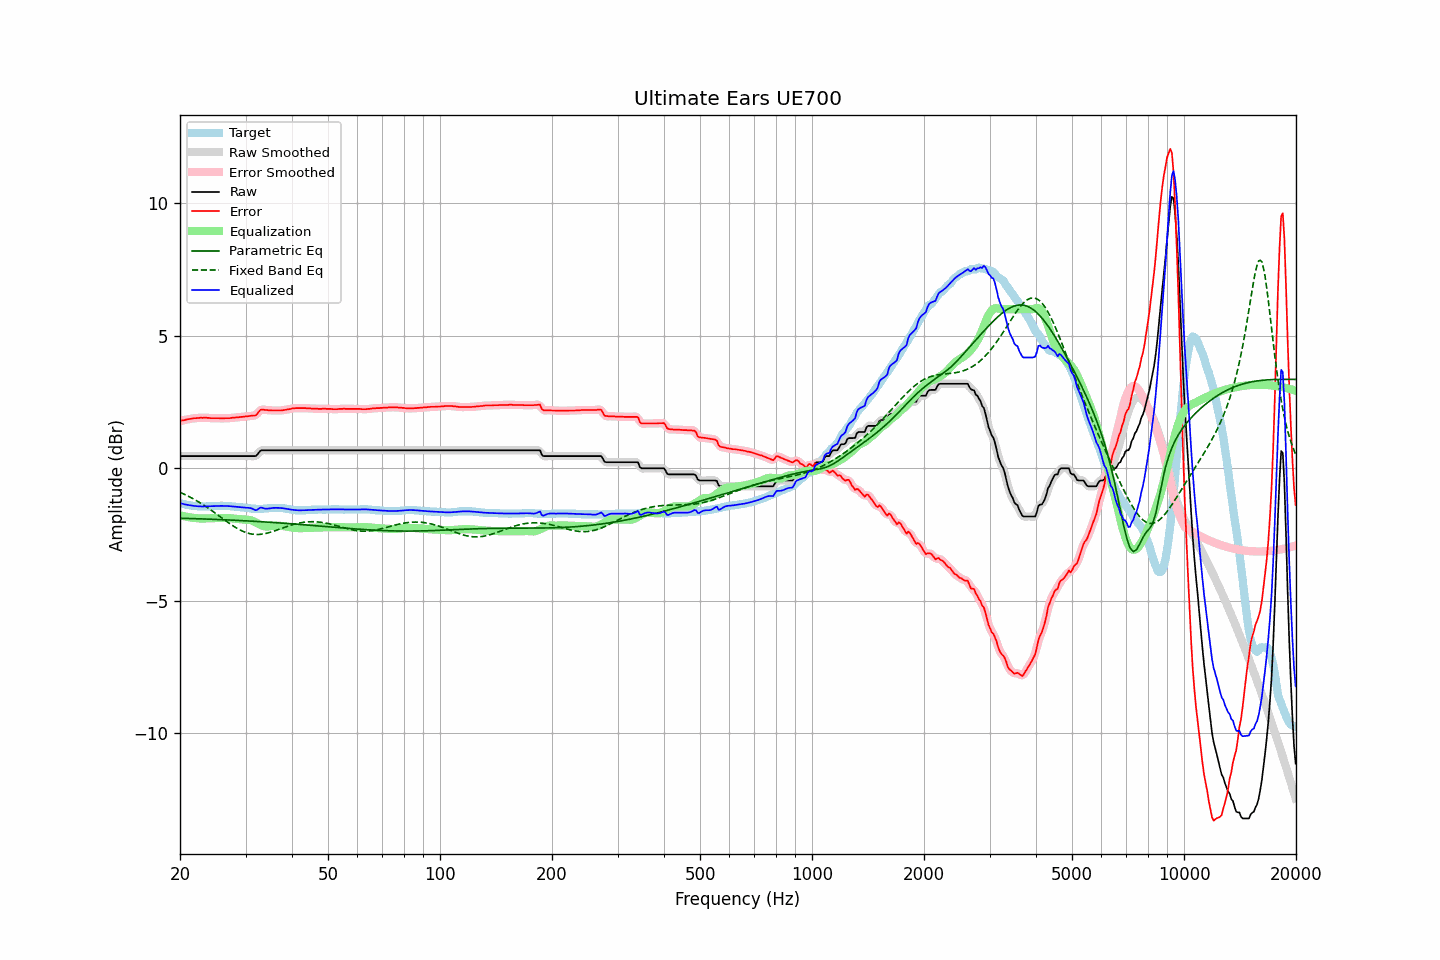 Ultimate Ears UE700
Target
Raw Smoothed
Error Smoothed
Raw
Error
Equalization
Parametric Eq
Fixed Band Eq
Equalized
10
5
0
−5
−10
Amplitude (dBr)
20
50
100
200
500
1000
2000
5000
10000
20000
Frequency (Hz)